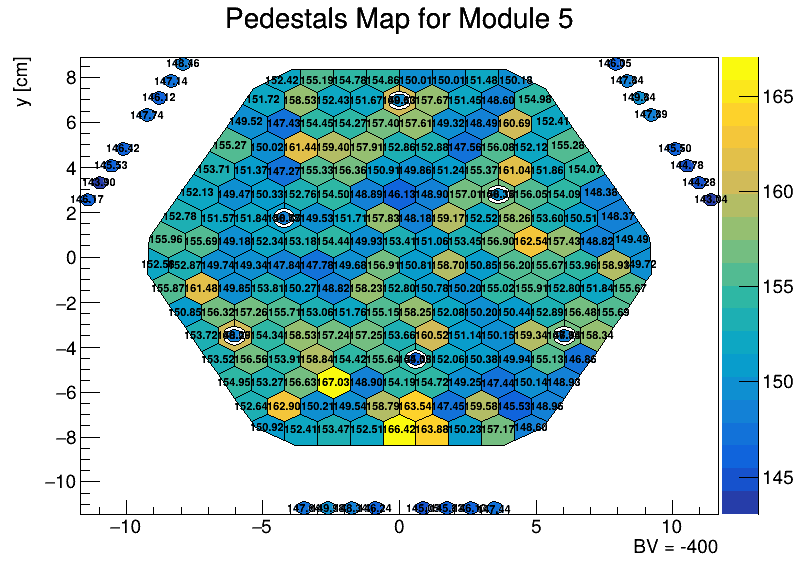 Pedestals Map for Module 5
y [cm]
148.46
147.14
146.12
147.74
146.42
145.53
146.17
147.64
149.84
147.89
145.50
144.78
144.28
143.04
152.42 155.19 154.78 154.86 150.01 150.01 151.48 150.18
151.72 158.53 152.43 151.67 157.67 151.45 148.60 154.98
149.52 147.43 154.45 154.27 157.40 157.61 149.32 148.49 160.69 152.41
155.27 150.02 161.44 159.40 157.91 152.86 152.88 147.56 156.08 152.12 155.28
153.71 151.37 147.27 155.33 156.36 150.91 149.86 151.24 155.37 161.04 151.86 154.07
152.13 149.47 150.33 152.76 154.50 148.89 146.13 148.90 157.01 156.05 154.09 148.36
152.78 151.57 151.84 149.53 151.71 157.83 148.18 159.17 152.52 158.26 153.60 150.51 148.37
155.96 155.69 149.18 152.34 153.18 154.44 149.93 153.41 151.06 153.45 156.90 162.54 157.43 148.82 149.49
152.87 149.74 149.34 147.84 147.78 149.68 156.91 150.81 158.70 150.85 156.20 155.67 153.96 158.93 149.72
155.87 161.48 149.85 153.81 150.27 148.82 158.23 152.80 150.48 150.79 155.02 155.91 152.80 151.84 155.67
150.85 156.32 157.26 155.71 153.06 151.76 155.15 158.25 152.08 150.20 150.44 152.89 156.48 155.69
153.72 154.34 158.53 157.24 157.25 153.66 160.52 151.14 150.15 159.34 158.34
153.52 156.56 153.91 158.84 154.42 155.64 152.06 150.38 149.94 155.13 146.86
154.95 153.27 156.63 167.03 148.90 154.19 154.72 149.25 147.44 150.14 148.93
152.64 162.90 150.21 149.54 158.79 163.54 147.45 159.58 145.53 148.96
150.92 152.41 153.47 152.51 166.42 163.88 150.23 157.17 148.60
8
6
4
2
0
−2
−4
−6
−8
−10
−10 −5 0 5 10
165
160
155
150
145
BV = -400